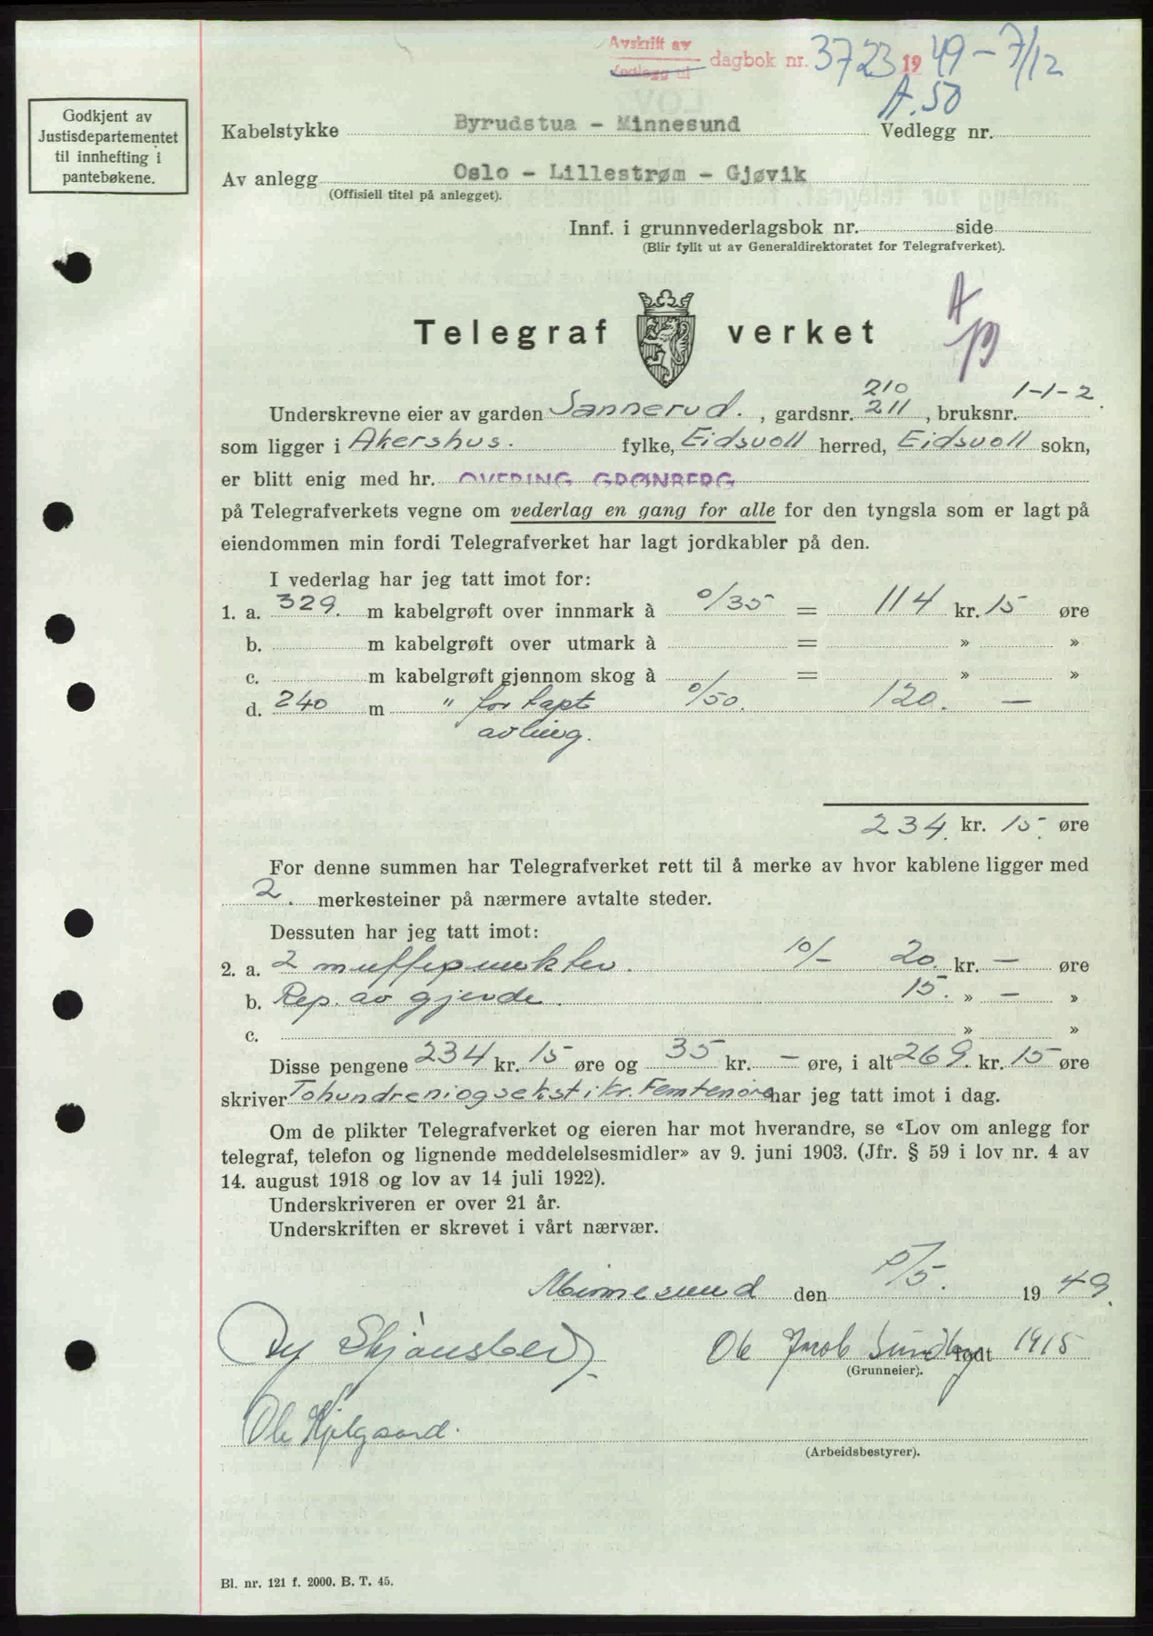 Avskrift av
Vedlegg til dagbok nr. 3723 1949 - 7/12
A. 50
Godkjent av
Justisdepartementet
til innhefting i
pantebøkene.
Kabelstykke Byrudstua - Minnesund Vedlegg nr.
Av anlegg Oslo - Lillestrøm - Gjøvik
(Offisiell titel på anlegget).
Innf. i grunnvederlagsbok nr. side
(Blir fyllt ut av Generaldirektoratet for Telegrafverket).
Telegraf verket
210 1-1-2
Underskrevne eier av garden Sannerud. , gardsnr. 211 , bruksnr.
som ligger i Akershus. fylke, Eidsvoll herred, Eidsvoll sokn,
er blitt enig med hr. OVERING GRØNBERG
på Telegrafverkets vegne om vederlag en gang for alle for den tyngsla som er lagt på
eiendommen min fordi Telegrafverket har lagt jordkabler på den.
I vederlag har jeg tatt imot for:
1. a. 329. m kabelgrøft over innmark à 0/35 = 114 kr. 15 øre
b. m kabelgrøft over utmark à = » »
c. m kabelgrøft gjennom skog à = » »
d. 240 m " for tapt 0/50. 120. —
avling.
234 kr. 15 øre
For denne summen har Telegrafverket rett til å merke av hvor kablene ligger med
2. merkesteiner på nærmere avtalte steder.
Dessuten har jeg tatt imot:
2. a. 2 muffepunkter. 10/- 20. kr. — øre
b. Rep. av gjerde. 15. » — »
c. » »
Disse pengene 234 kr. 15 øre og 35 kr. — øre, i alt 269. kr. 15 øre
skriver Tohundreniogsekstikr. Femtenøre har jeg tatt imot i dag.
Om de plikter Telegrafverket og eieren har mot hverandre, se «Lov om anlegg for
telegraf, telefon og lignende meddelelsesmidler» av 9. juni 1903. (Jfr. § 59 i lov nr. 4 av
14. august 1918 og lov av 14 juli 1922).
Underskriveren er over 21 år.
Underskriften er skrevet i vårt nærvær.
Minnesund den 5/5. 1949.
Ole Jacob Sundby født 1915
(Grunneier).
Ole Hjelgaard.
(Arbeidsbestyrer).
Bl. nr. 121 f. 2000. B. T. 45.